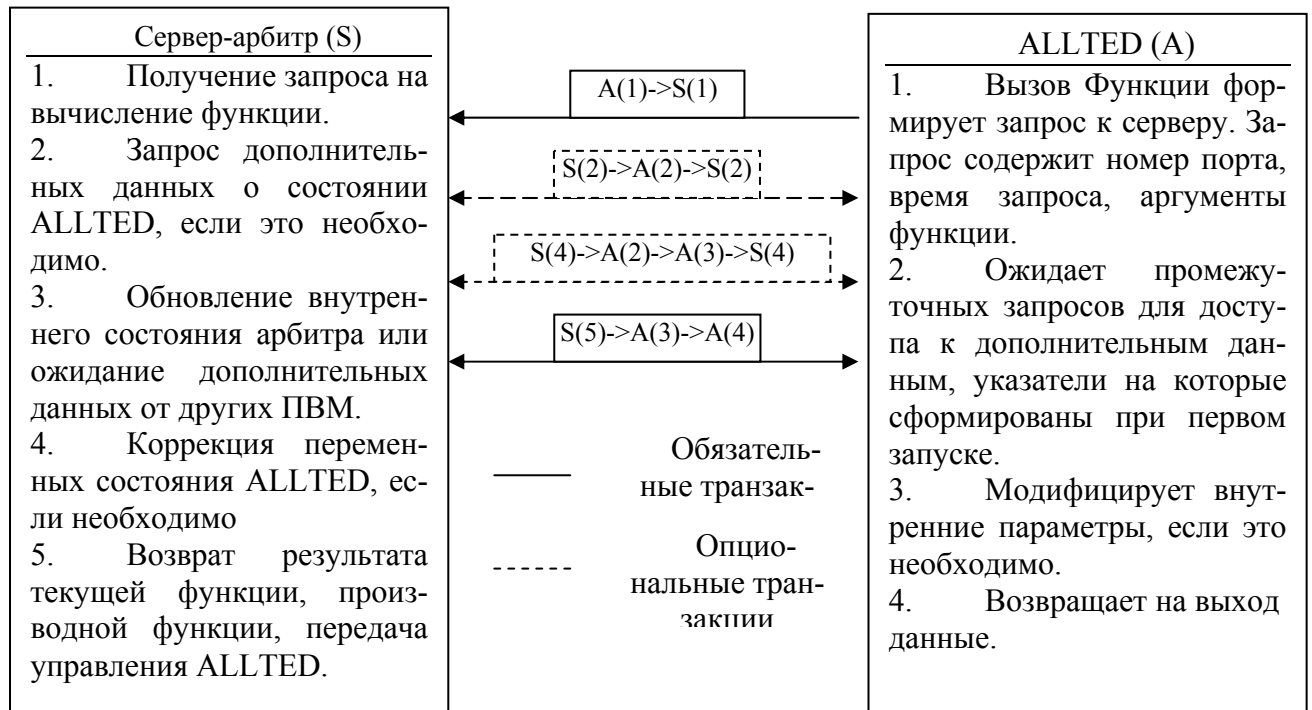 Сервер-арбитр (S)
1. Получение запроса на
вычисление функции.
2. Запрос дополнитель-
ных данных о состоянии
ALLTED, если это необхо-
димо.
3. Обновление внутрен-
него состояния арбитра или
ожидание дополнительных
данных от других ПВМ.
4. Коррекция перемен-
ных состояния ALLTED, ес-
ли необходимо
5. Возврат результата
текущей функции, произ-
водной функции, передача
управления ALLTED.
A(1)->S(1)
S(2)->A(2)->S(2)
S(4)->A(2)->A(3)->S(4)
S(5)->A(3)->A(4)
Обязатель-
ные транзак-
Опцио-
нальные тран-
закции
ALLTED (A)
1. Вызов Функции фор-
мирует запрос к серверу. За-
прос содержит номер порта,
время запроса, аргументы
функции.
2. Ожидает промежу-
точных запросов для досту-
па к дополнительным дан-
ным, указатели на которые
сформированы при первом
запуске.
3. Модифицирует внут-
ренние параметры, если это
необходимо.
4. Возвращает на выход
данные.